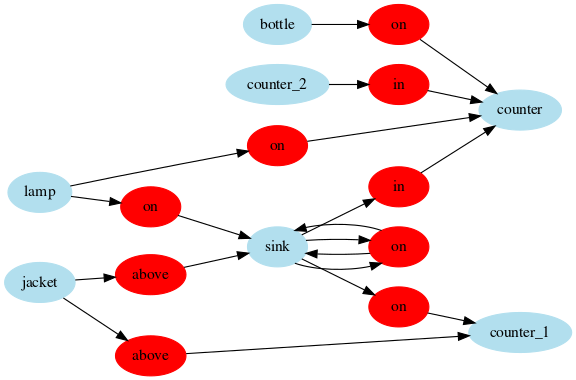 bottle
on
counter_2
in
counter
on
lamp
in
on
sink
on
jacket
above
on
counter_1
above